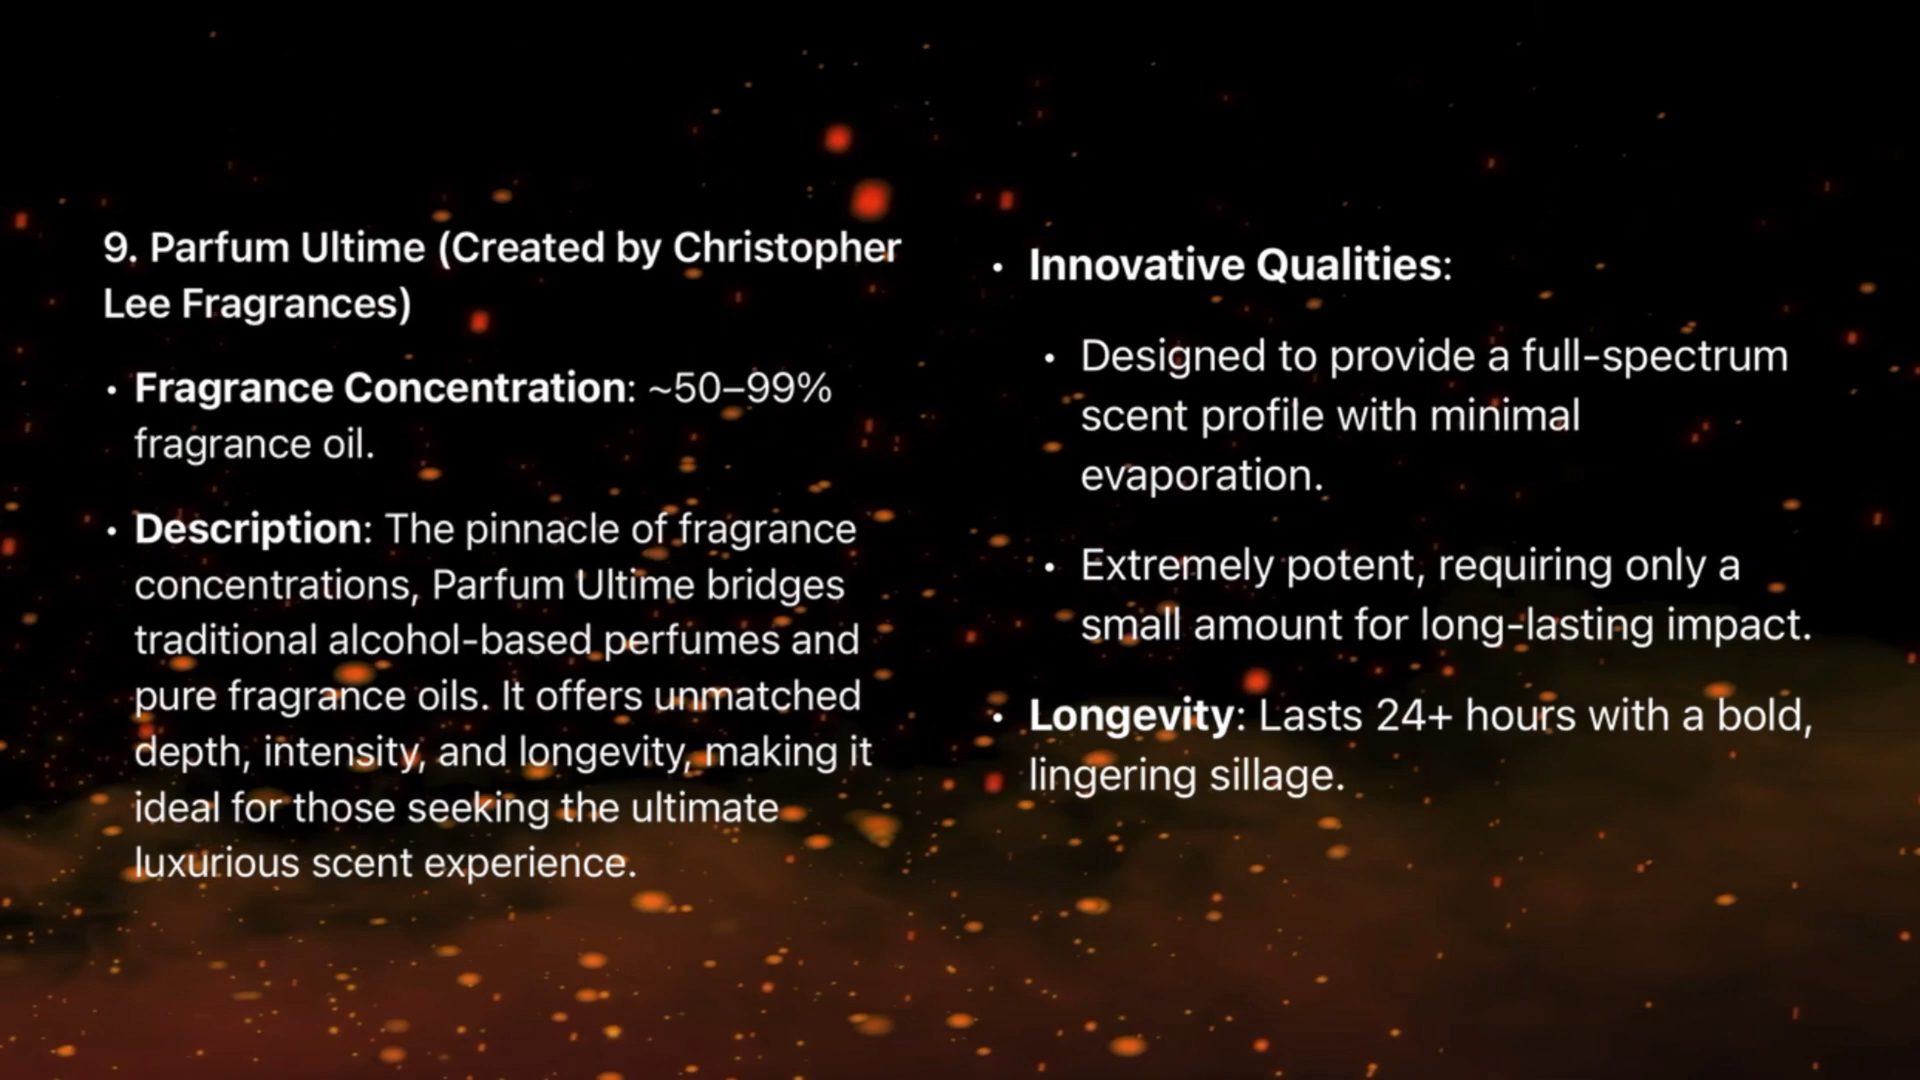 9. Parfum Ultime (Created by Christopher
Lee Fragrances)
• Fragrance Concentration: ~50–99%
fragrance oil.
• Description: The pinnacle of fragrance
concentrations, Parfum Ultime bridges
traditional alcohol-based perfumes and
pure fragrance oils. It offers unmatched
depth, intensity, and longevity, making it
ideal for those seeking the ultimate
luxurious scent experience.
• Innovative Qualities:
• Designed to provide a full-spectrum
scent profile with minimal
evaporation.
• Extremely potent, requiring only a
small amount for long-lasting impact.
• Longevity: Lasts 24+ hours with a bold,
lingering sillage.